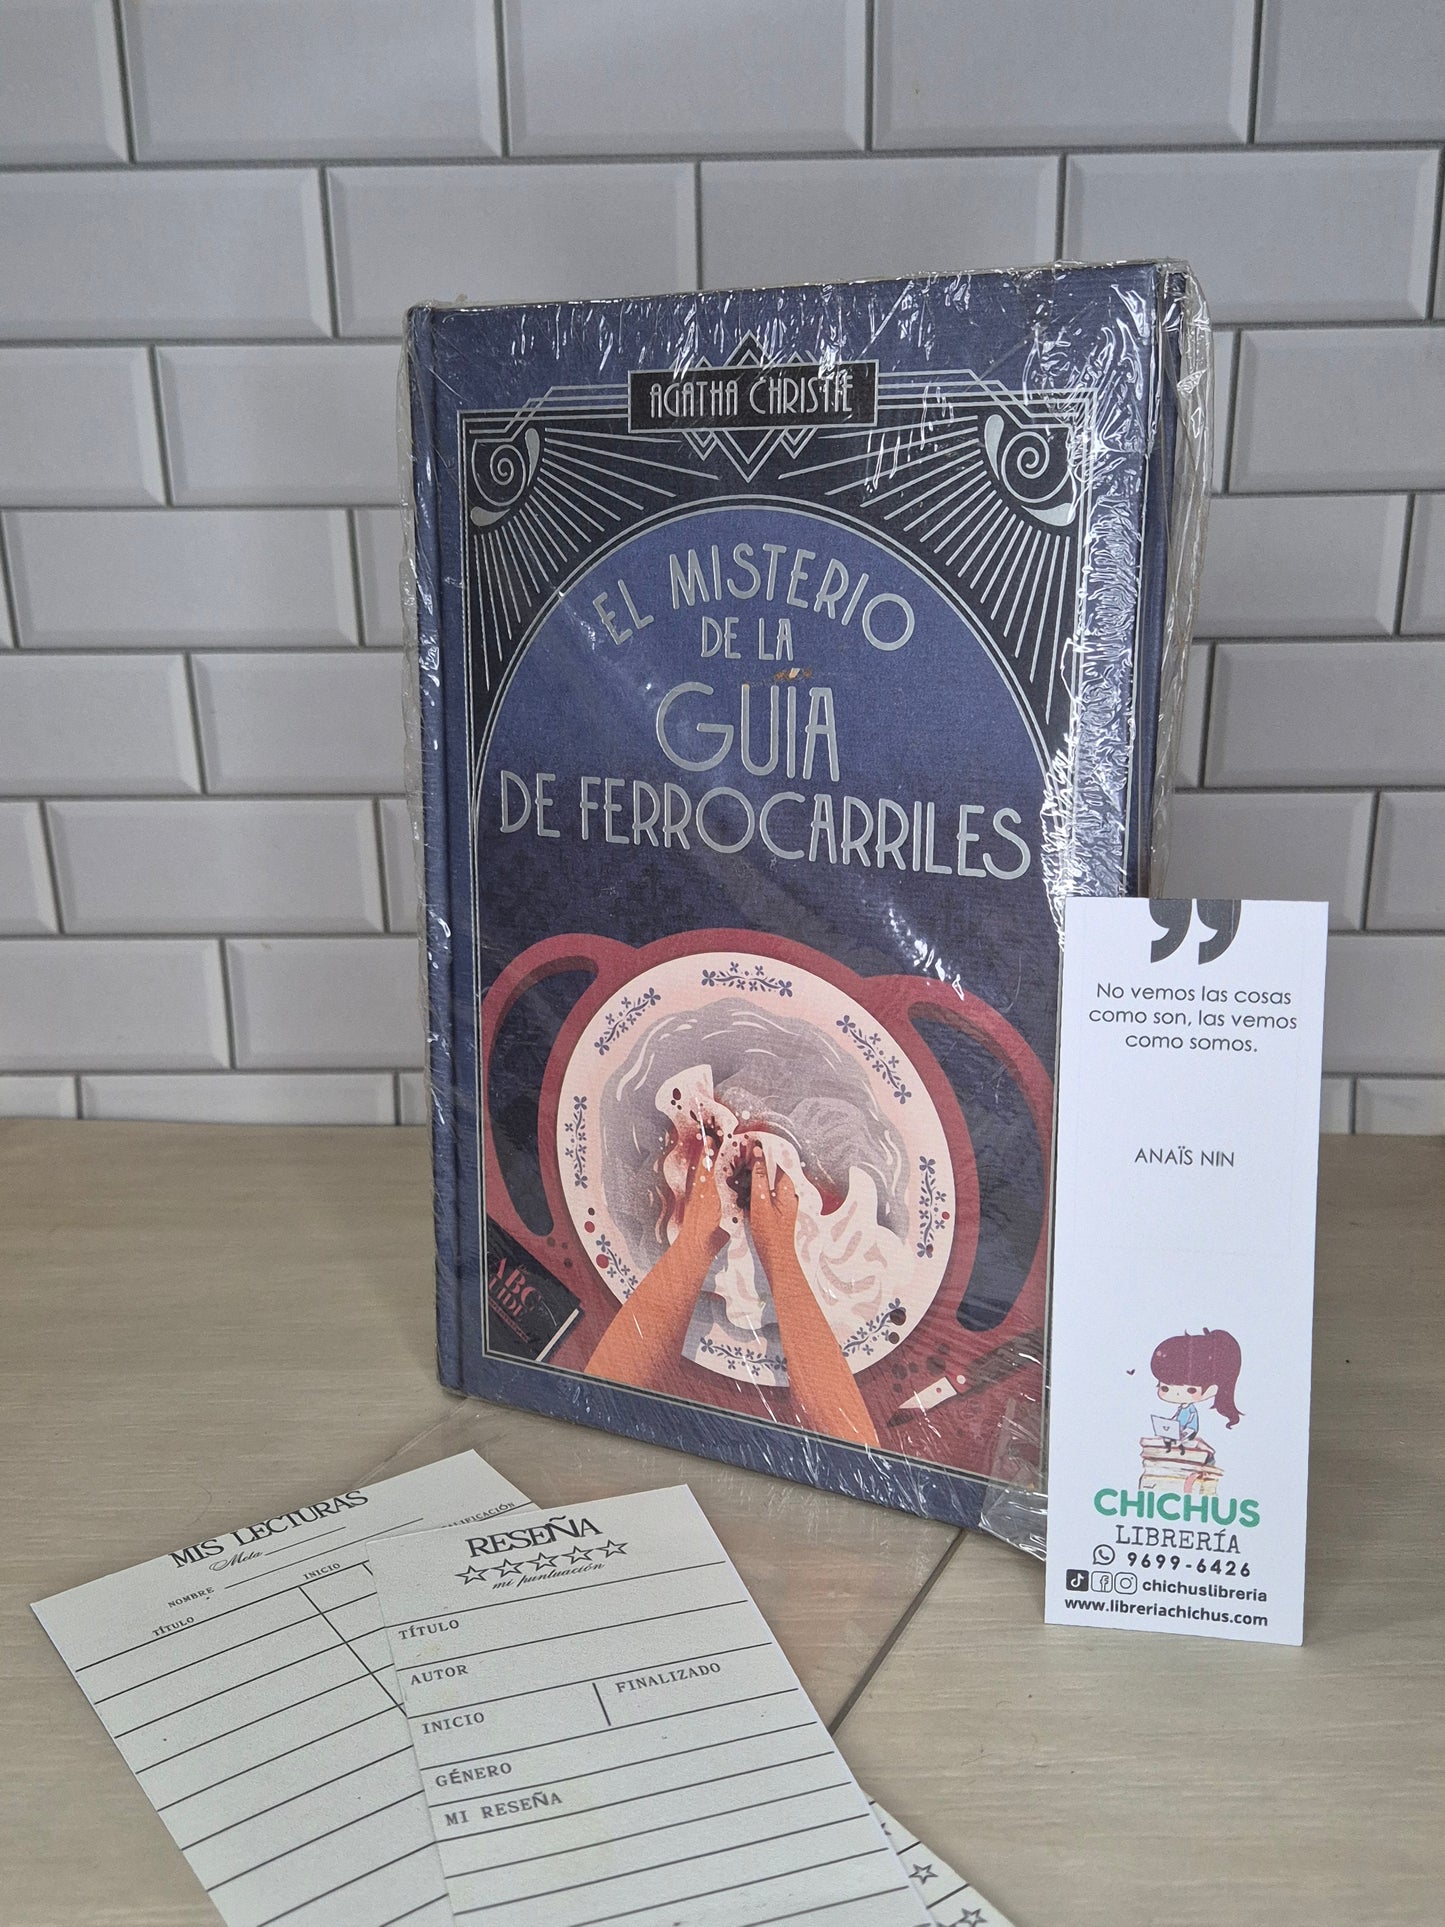 AGATHA CHRISTIE
EL MISTERIO
DE LA
GUÍA
DE FERROCARRILES
ABC
GUIDE
No vemos las cosas
como son, las vemos
como somos.
ANAÏS NIN
CHICHUS
LIBRERÍA
9699-6426
chichuslibreria
www.libreriachichus.com
MIS LECTURAS
Meta
NOMBRE
TÍTULO
INICIO
RESEÑA
mi puntuación
TÍTULO
AUTOR
INICIO
FINALIZADO
GÉNERO
MI RESEÑA